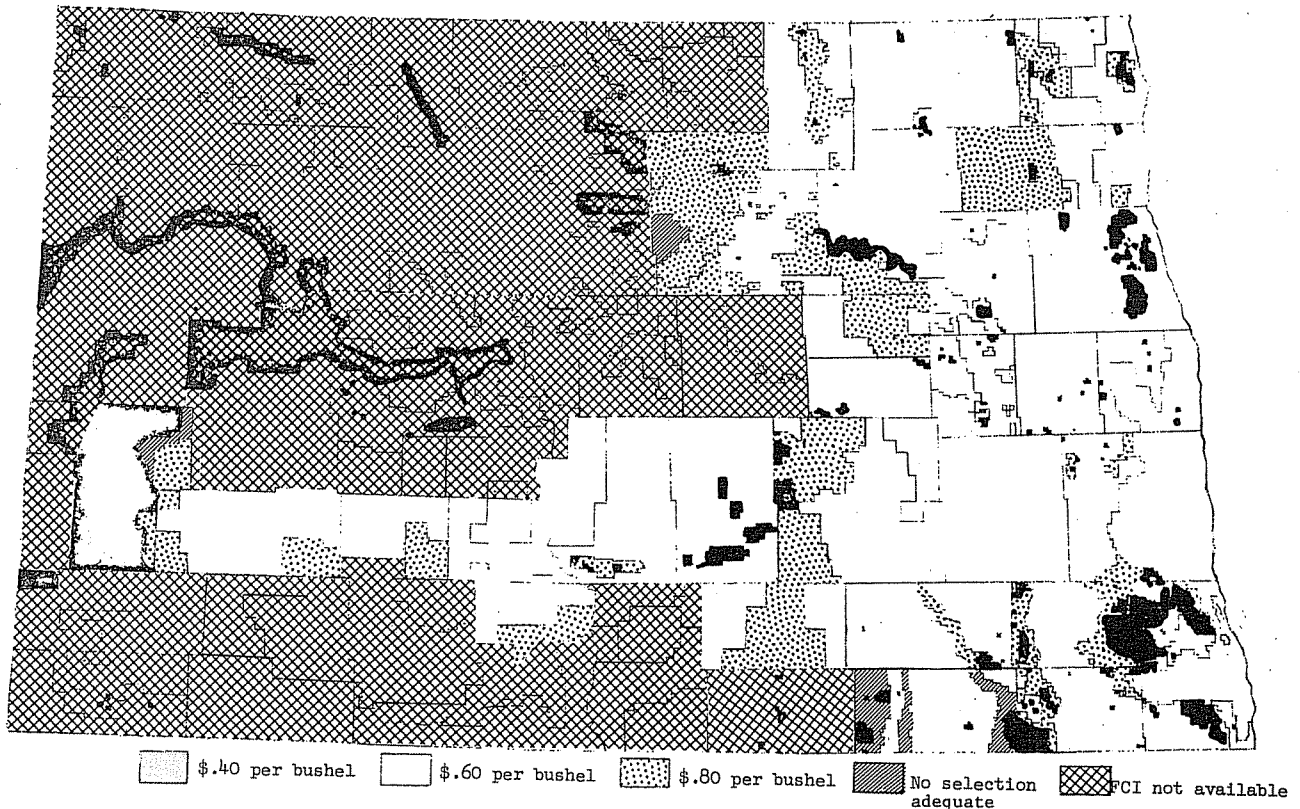 $.40 per bushel
$.60 per bushel
$.80 per bushel
No selection
adequate
FCI not available